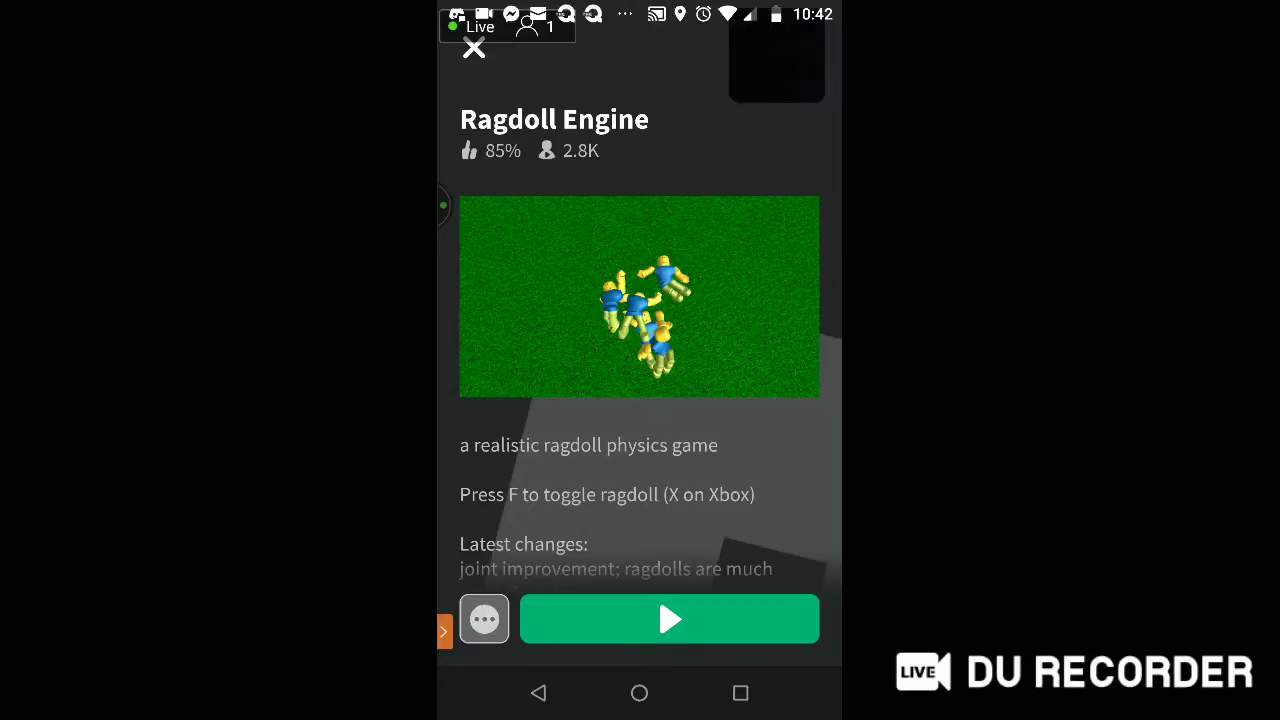 10:42
Live 1
Ragdoll Engine
85% 2.8K
a realistic ragdoll physics game
Press F to toggle ragdoll (X on Xbox)
Latest changes:
joint improvement; ragdolls are much
LIVE DU RECORDER